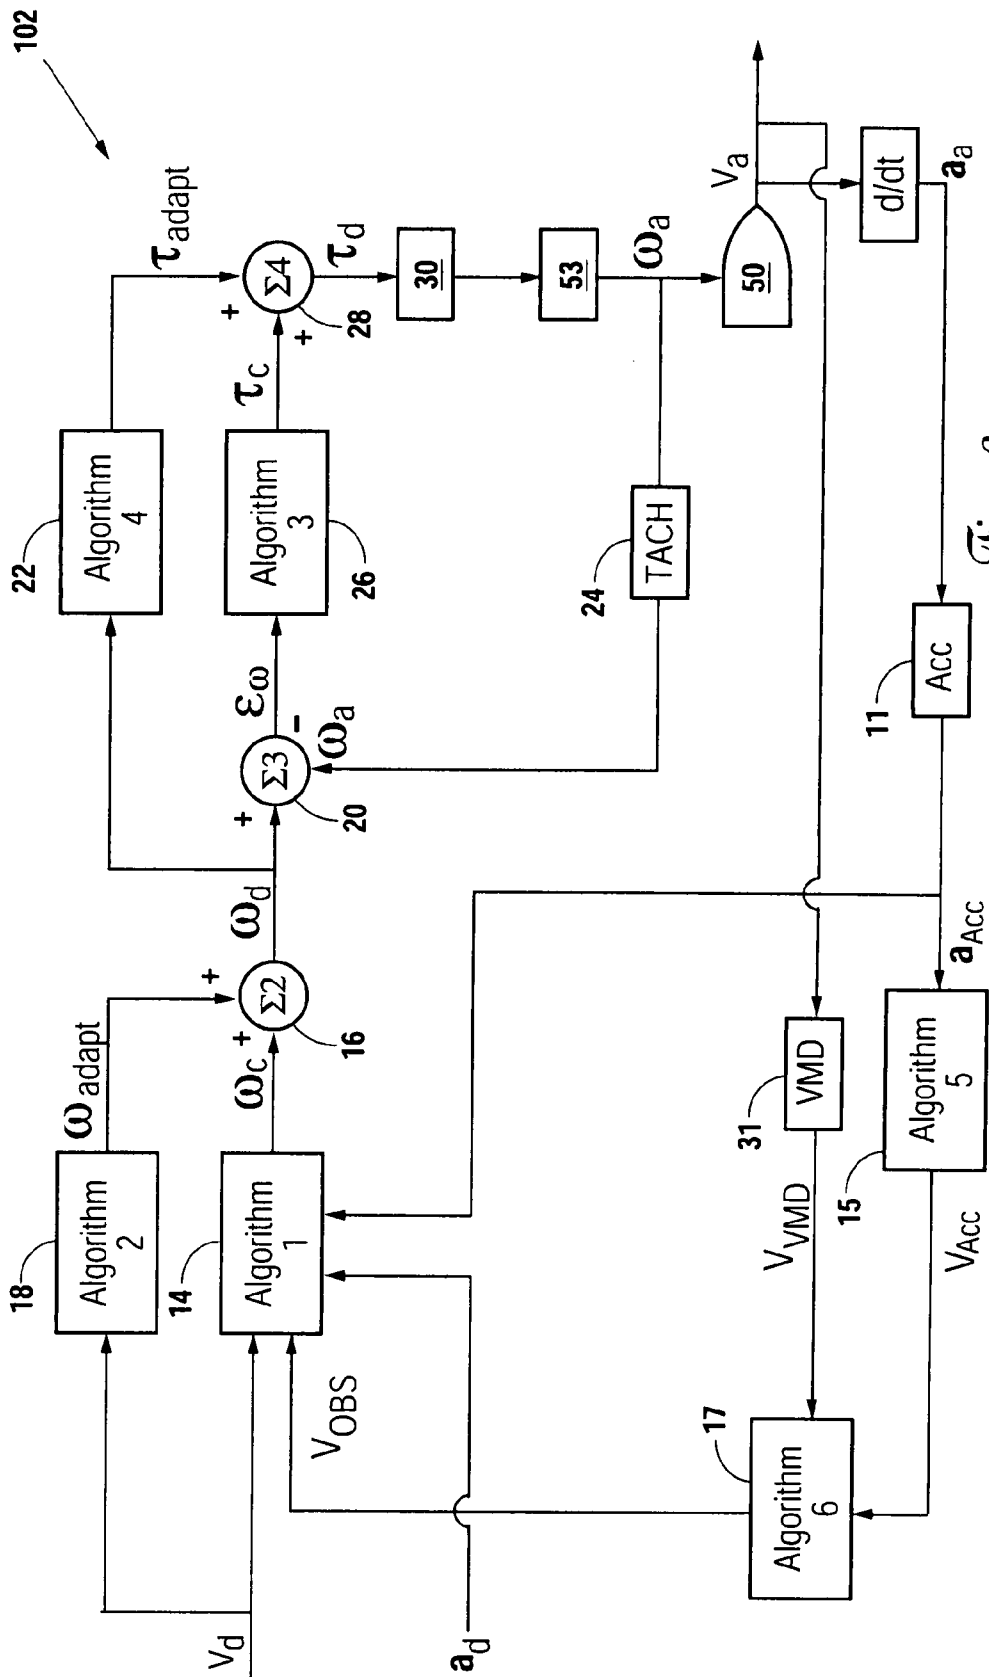 102
22
Algorithm
4
τadapt
18
Algorithm
2
ωadapt
+
+
Σ4
28
τd
30
53
ωa
50
Va
d/dt
aa
14
Algorithm
1
ωc
+
Σ2
16
ωd
+
Σ3
20
-
ωa
εω
Algorithm
3
26
τc
+
24
TACH
Vd
VOBS
ad
17
Algorithm
6
VVMD
31
VMD
15
Algorithm
5
VAcc
aAcc
11
Acc